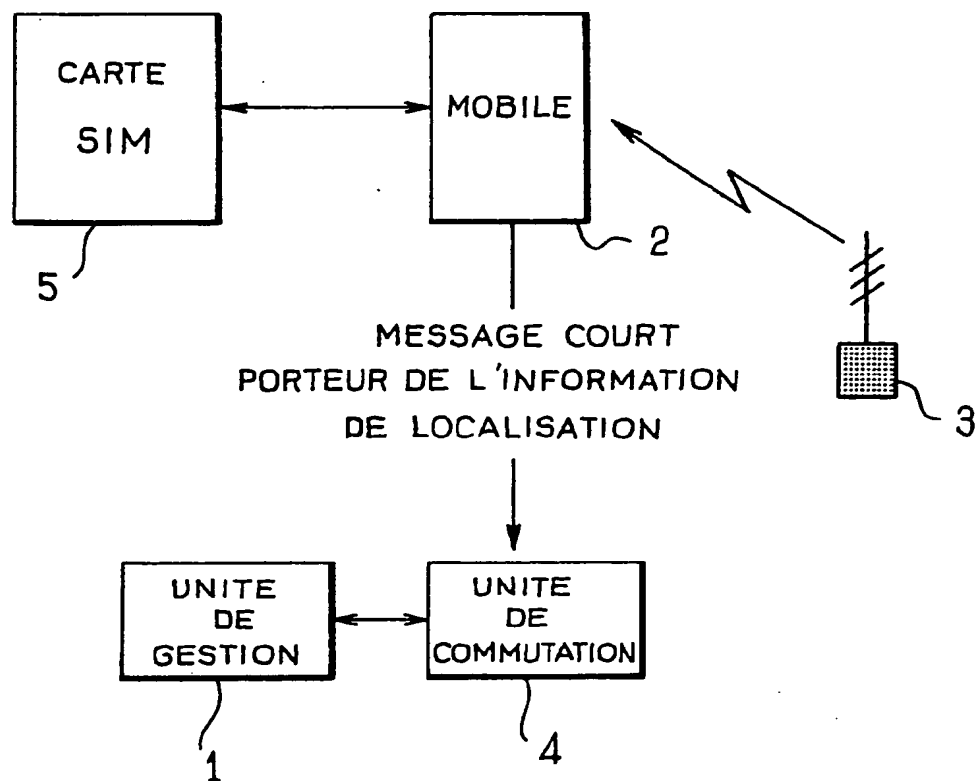 CARTE
SIM
MOBILE
5
2
MESSAGE COURT
PORTEUR DE L'INFORMATION
DE LOCALISATION
3
UNITE
DE
GESTION
UNITE
DE
COMMUTATION
1
4